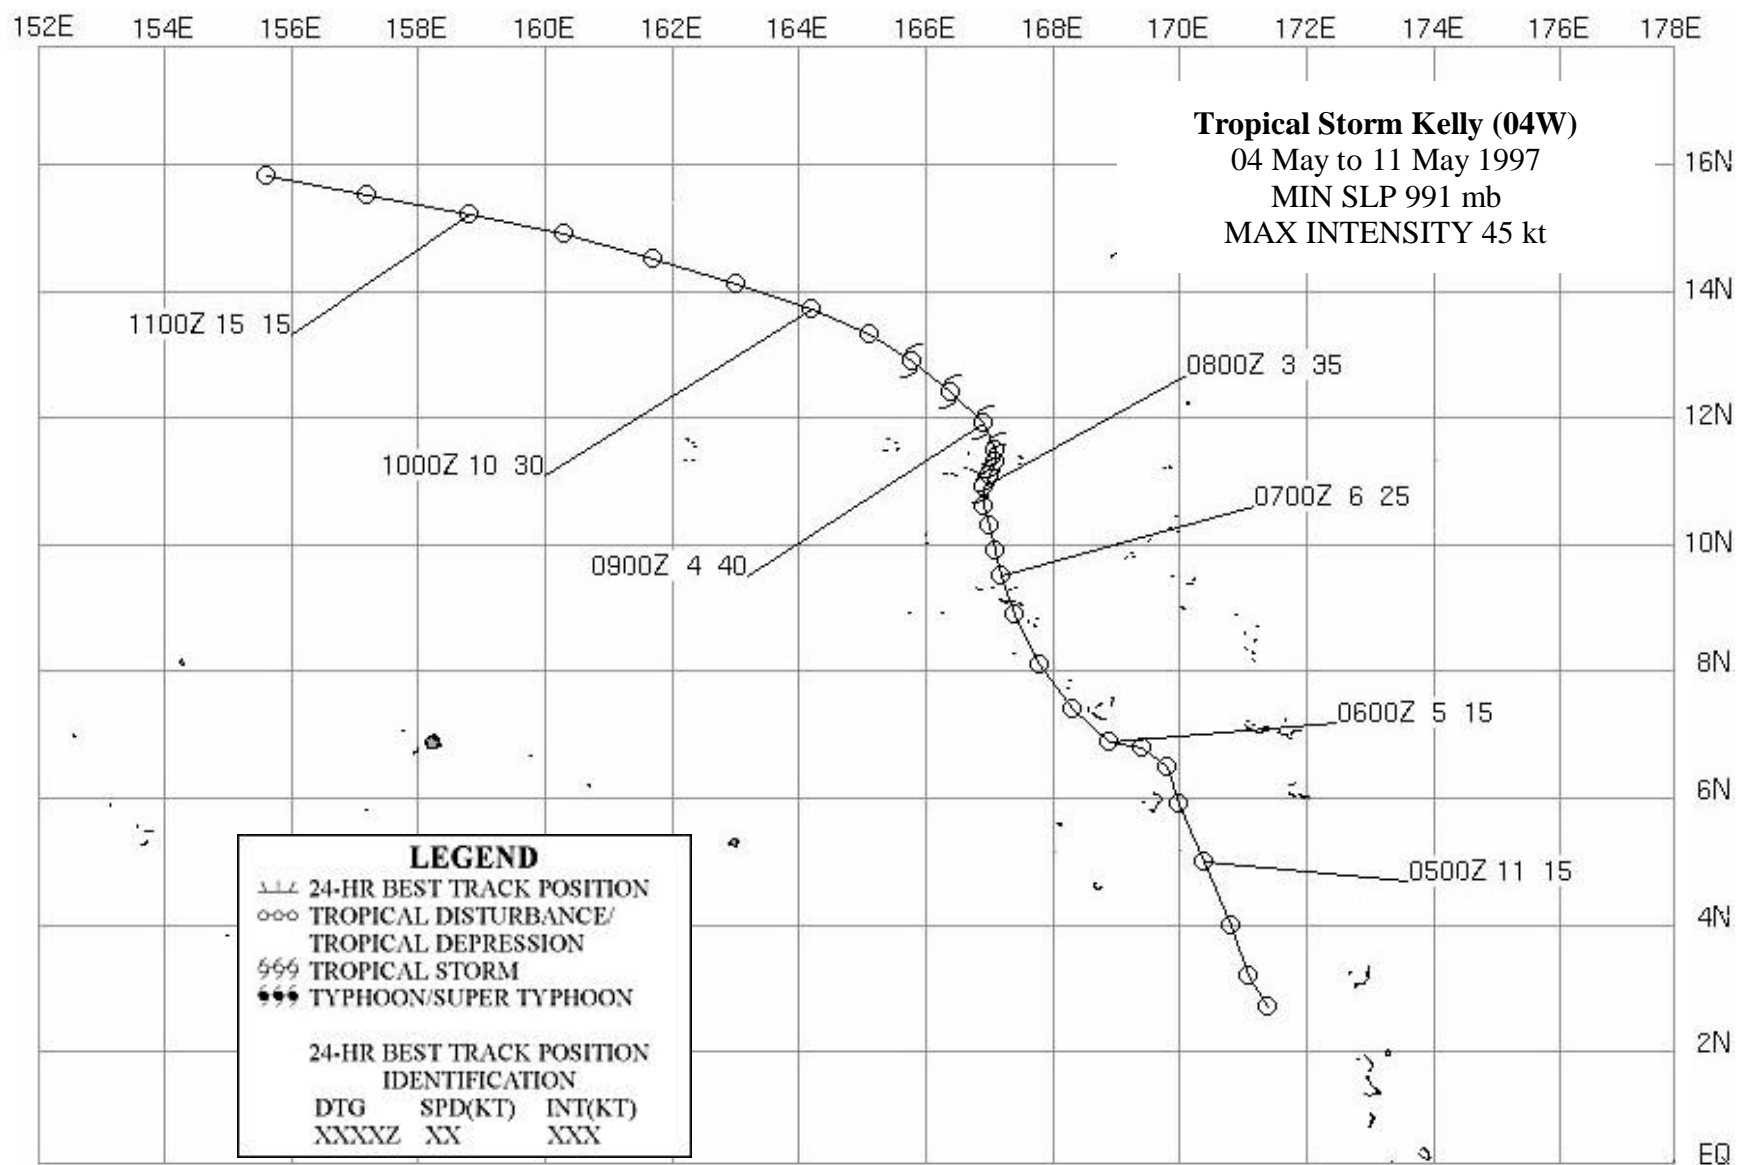 152E 154E 156E 158E 160E 162E 164E 166E 168E 170E 172E 174E 176E 178E
Tropical Storm Kelly (04W)
04 May to 11 May 1997
MIN SLP 991 mb
MAX INTENSITY 45 kt
16N
14N
1100Z 15 15
0800Z 3 35
12N
1000Z 10 30
0700Z 6 25
10N
0900Z 4 40
8N
0600Z 5 15
6N
0500Z 11 15
4N
2N
EQ
LEGEND
24-HR BEST TRACK POSITION
TROPICAL DISTURBANCE/
TROPICAL DEPRESSION
TROPICAL STORM
TYPHOON/SUPER TYPHOON
24-HR BEST TRACK POSITION
IDENTIFICATION
DTG SPD(KT) INT(KT)
XXXXZ XX XXX